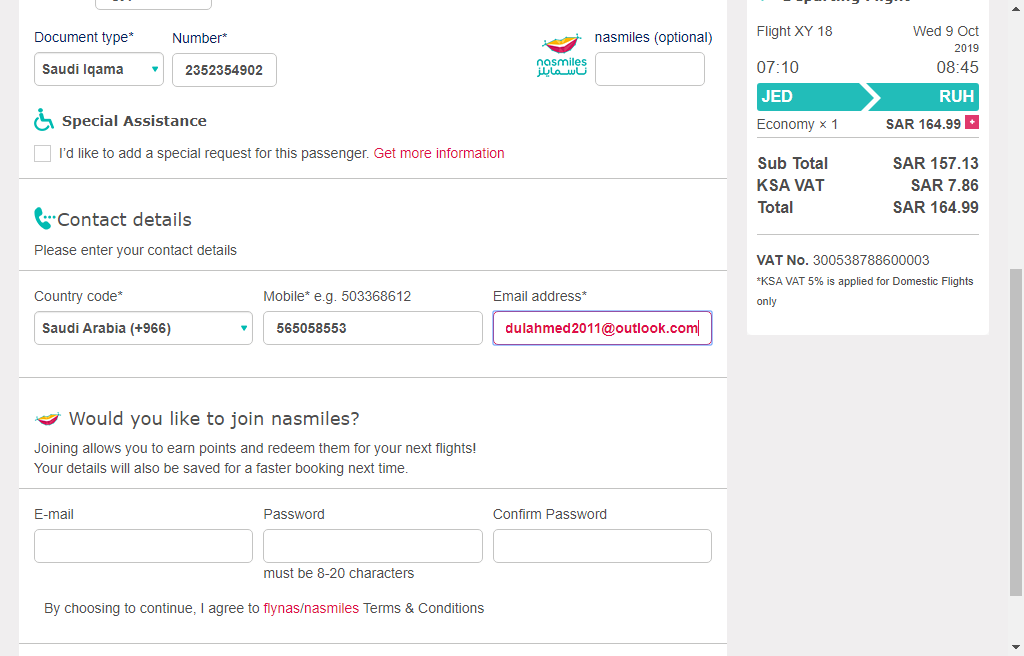 Document type*
Number*
nasmiles (optional)
Saudi Iqama
2352354902
nasmiles
ناسمايلز
Special Assistance
I'd like to add a special request for this passenger. Get more information
Contact details
Please enter your contact details
Country code*
Mobile* e.g. 503368612
Email address*
Saudi Arabia (+966)
565058553
dulahmed2011@outlook.com
Would you like to join nasmiles?
Joining allows you to earn points and redeem them for your next flights!
Your details will also be saved for a faster booking next time.
E-mail
Password
Confirm Password
must be 8-20 characters
By choosing to continue, I agree to flynas/nasmiles Terms & Conditions
Flight XY 18
Wed 9 Oct
2019
07:10
08:45
JED
RUH
Economy × 1
SAR 164.99 +
Sub Total
SAR 157.13
KSA VAT
SAR 7.86
Total
SAR 164.99
VAT No. 300538788600003
*KSA VAT 5% is applied for Domestic Flights
only